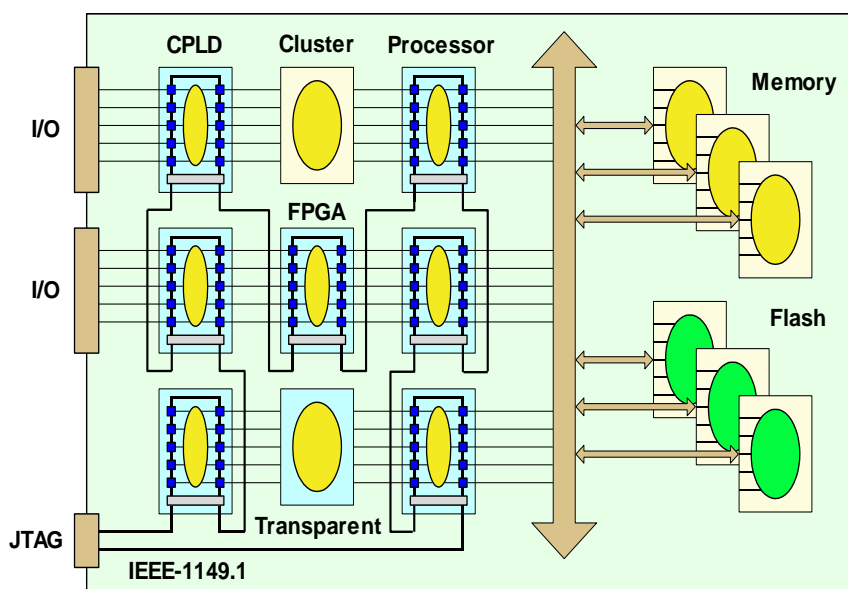 CPLD
Cluster
Processor
Memory
I/O
FPGA
I/O
Flash
Transparent
JTAG
IEEE-1149.1